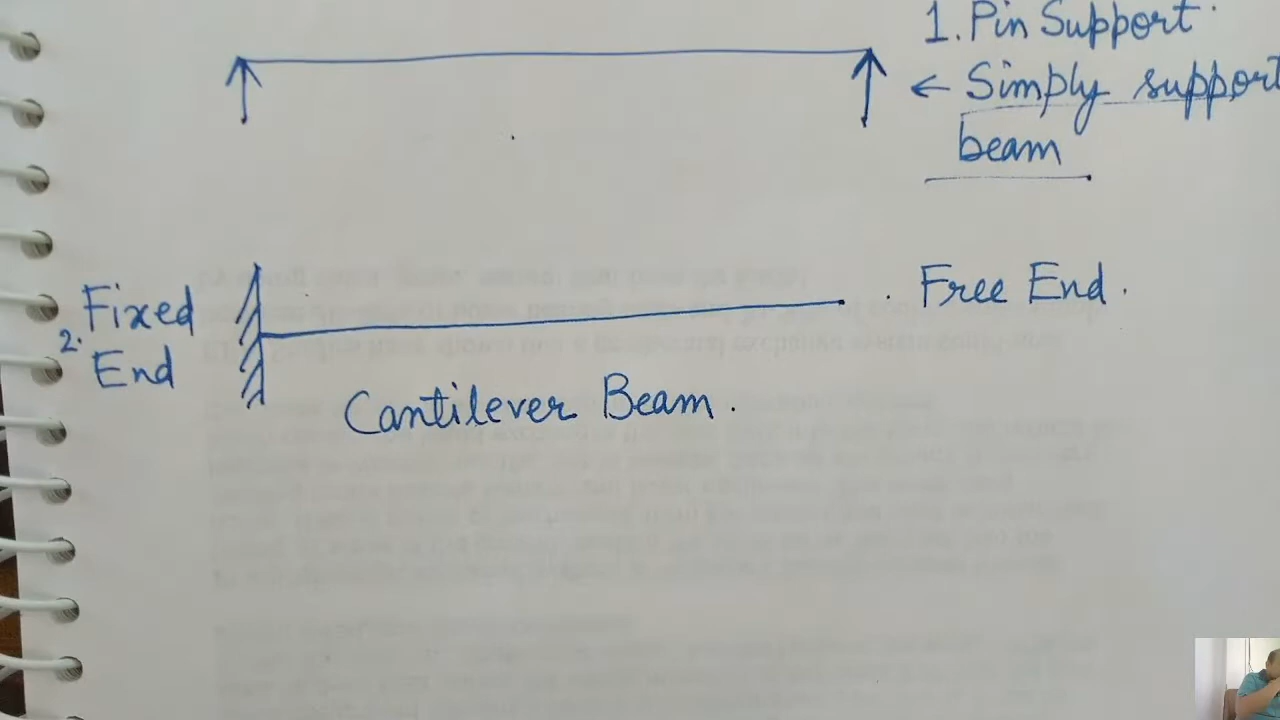 1. Pin Support.
← Simply support
beam
2. Fixed
End
Free End.
Cantilever Beam.